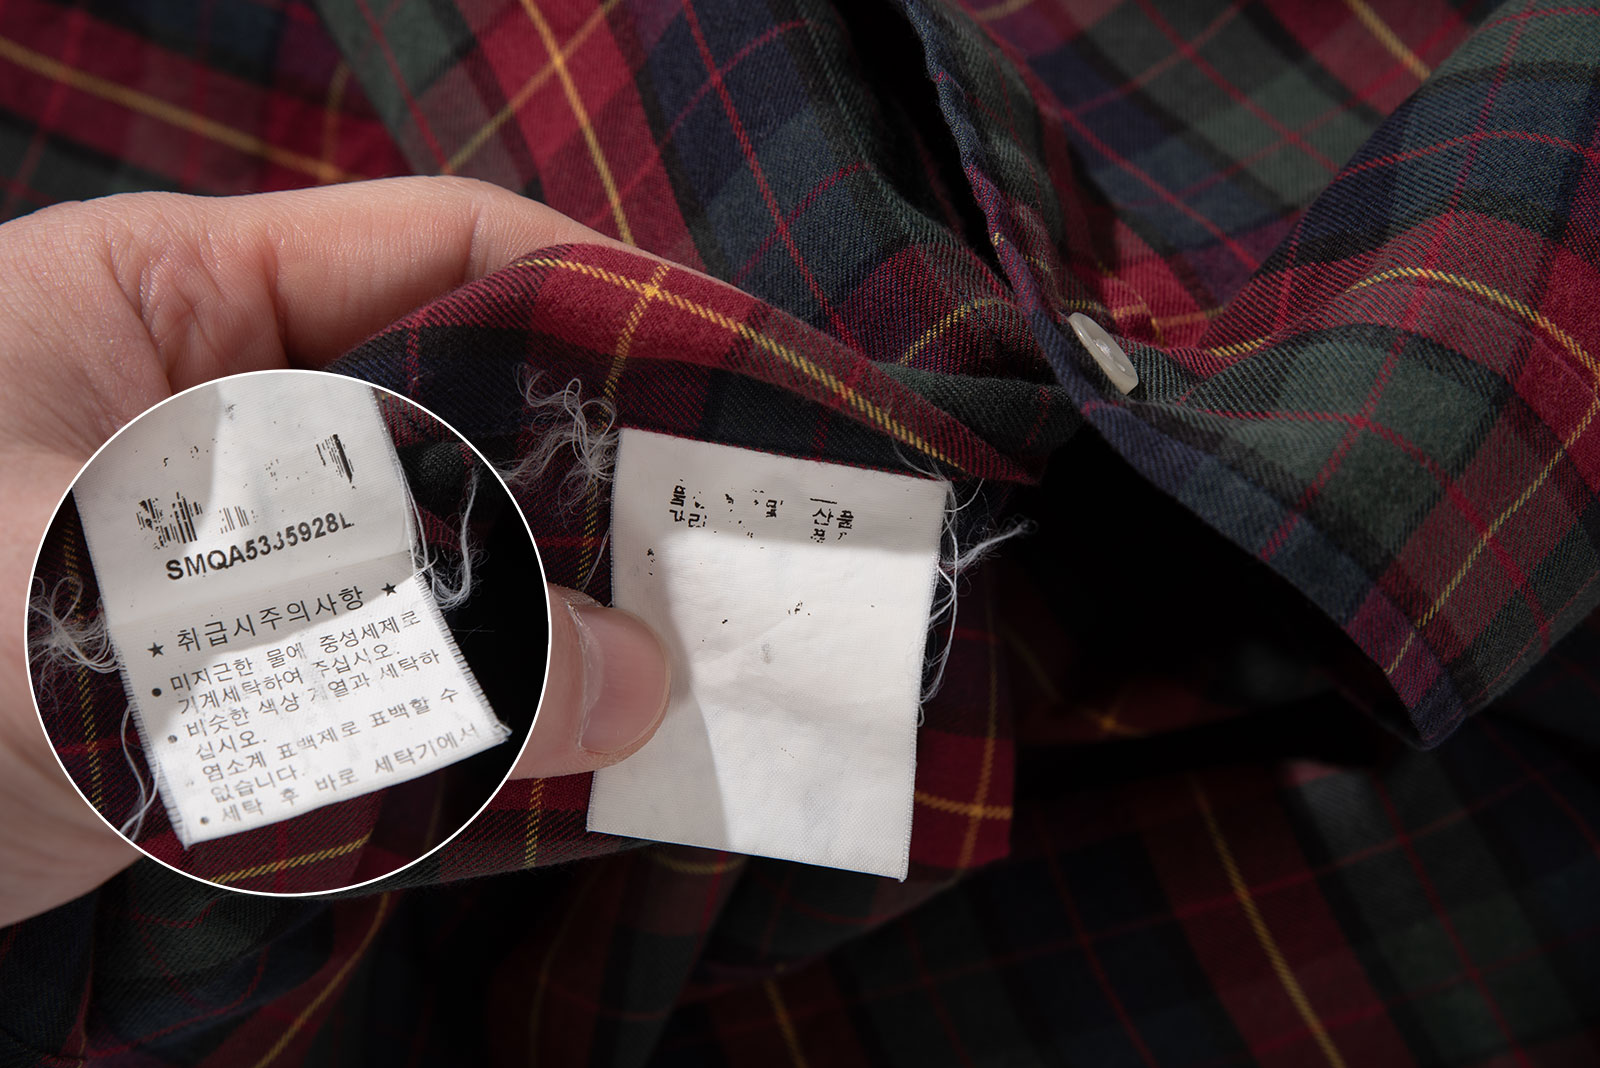 SMQA5335928L
★ 취급시주의사항 ★
● 미지근한 물에 중성세제로
기계세탁하여 주십시오.
● 비슷한 색상 계열과 세탁하
십시오.
염소계 표백제로 표백할 수
없습니다.
● 세탁 후 바로 세탁기에서